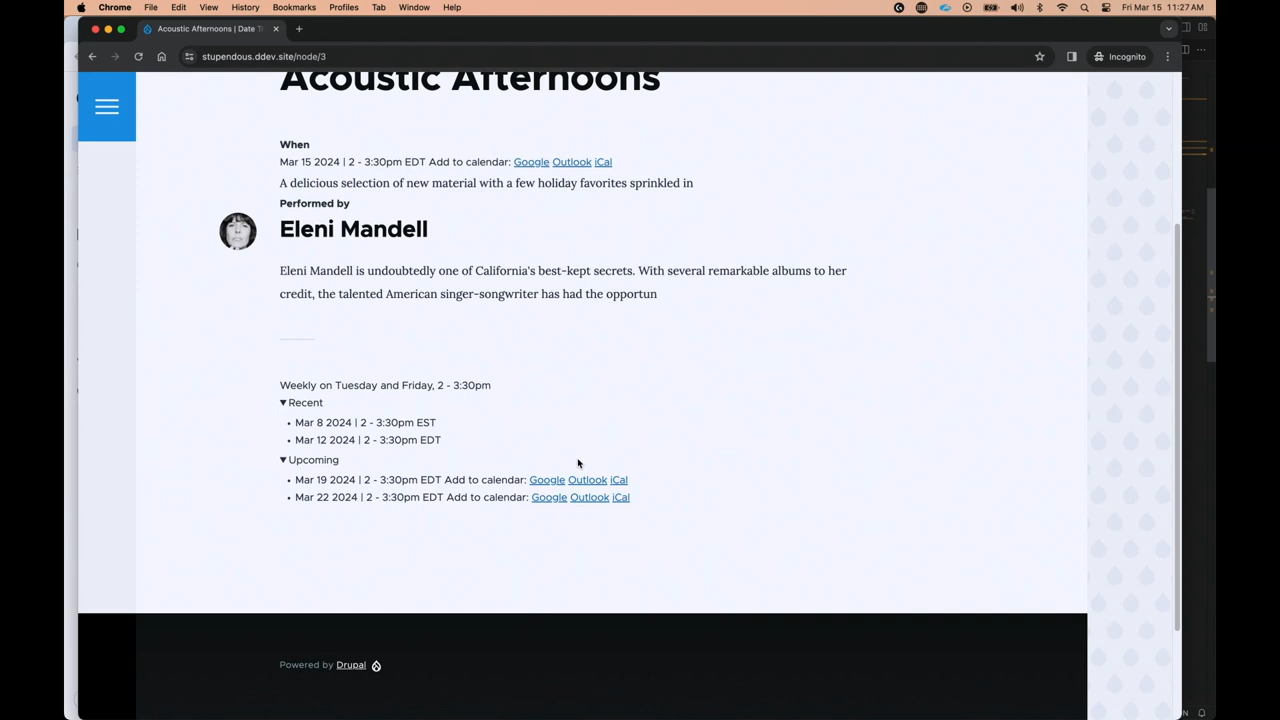 Chrome File Edit View History Bookmarks Profiles Tab Window Help Fri Mar 15 11:27 AM
Acoustic Afternoons | Date T
stupendous.ddev.site/node/3
Incognito
Acoustic Afternoons
When
Mar 15 2024 | 2 - 3:30pm EDT Add to calendar: Google Outlook iCal
A delicious selection of new material with a few holiday favorites sprinkled in
Performed by
Eleni Mandell
Eleni Mandell is undoubtedly one of California's best-kept secrets. With several remarkable albums to her
credit, the talented American singer-songwriter has had the opportun
Weekly on Tuesday and Friday, 2 - 3:30pm
Recent
Mar 8 2024 | 2 - 3:30pm EST
Mar 12 2024 | 2 - 3:30pm EDT
Upcoming
Mar 19 2024 | 2 - 3:30pm EDT Add to calendar: Google Outlook iCal
Mar 22 2024 | 2 - 3:30pm EDT Add to calendar: Google Outlook iCal
Powered by Drupal